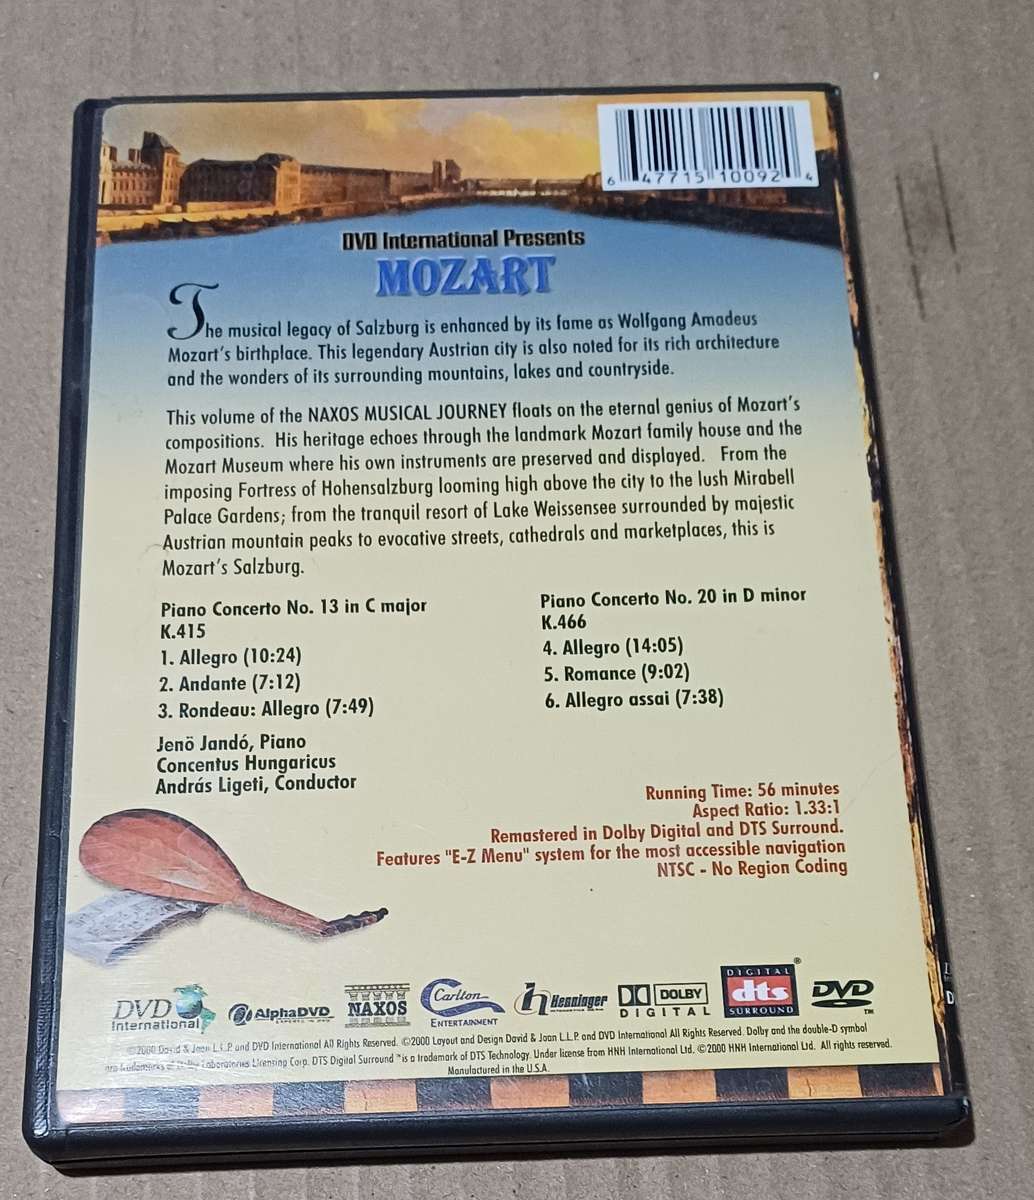 6 47715 10092 4
DVD International Presents
MOZART
The musical legacy of Salzburg is enhanced by its fame as Wolfgang Amadeus
Mozart's birthplace. This legendary Austrian city is also noted for its rich architecture
and the wonders of its surrounding mountains, lakes and countryside.
This volume of the NAXOS MUSICAL JOURNEY floats on the eternal genius of Mozart's
compositions. His heritage echoes through the landmark Mozart family house and the
Mozart Museum where his own instruments are preserved and displayed. From the
imposing Fortress of Hohensalzburg looming high above the city to the lush Mirabell
Palace Gardens; from the tranquil resort of Lake Weissensee surrounded by majestic
Austrian mountain peaks to evocative streets, cathedrals and marketplaces, this is
Mozart's Salzburg.
Piano Concerto No. 13 in C major
K.415
1. Allegro (10:24)
2. Andante (7:12)
3. Rondeau: Allegro (7:49)
Jenö Jandó, Piano
Concentus Hungaricus
András Ligeti, Conductor
Piano Concerto No. 20 in D minor
K.466
4. Allegro (14:05)
5. Romance (9:02)
6. Allegro assai (7:38)
Running Time: 56 minutes
Aspect Ratio: 1.33:1
Remastered in Dolby Digital and DTS Surround.
Features "E-Z Menu" system for the most accessible navigation
NTSC - No Region Coding
DVD
International
AlphaDVD
NAXOS
Carlton
ENTERTAINMENT
Henninger
DOLBY
DIGITAL
DIGITAL
dts
SURROUND
®
DVD
™
©2000 David & Joan L.L.P. and DVD International All Rights Reserved. ©2000 Layout and Design David & Joan L.L.P. and DVD International All Rights Reserved. Dolby and the double-D symbol
are trademarks of Dolby Laboratories Licensing Corp. DTS Digital Surround ™ is a trademark of DTS Technology. Under license from HNH International Ltd. ©2000 HNH International Ltd. All rights reserved.
Manufactured in the U.S.A.